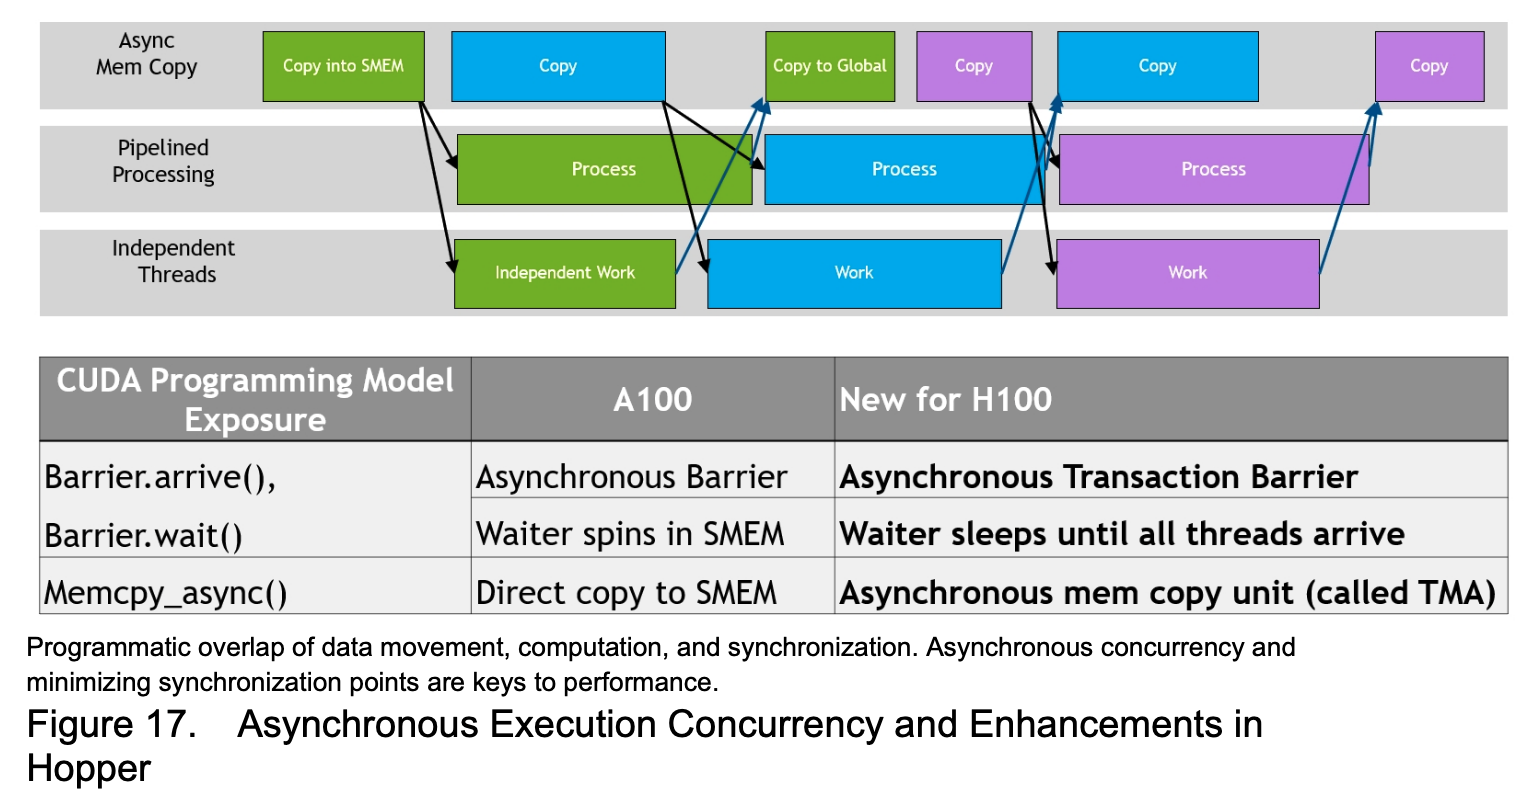 Async
Mem Copy
Copy into SMEM
Copy
Copy to Global
Copy
Copy
Copy
Pipelined
Processing
Process
Process
Process
Independent
Threads
Independent Work
Work
Work
CUDA Programming Model
Exposure
A100
New for H100
Barrier.arrive(),
Asynchronous Barrier
Asynchronous Transaction Barrier
Barrier.wait()
Waiter spins in SMEM
Waiter sleeps until all threads arrive
Memcpy_async()
Direct copy to SMEM
Asynchronous mem copy unit (called TMA)
Programmatic overlap of data movement, computation, and synchronization. Asynchronous concurrency and
minimizing synchronization points are keys to performance.
Figure 17. Asynchronous Execution Concurrency and Enhancements in
Hopper